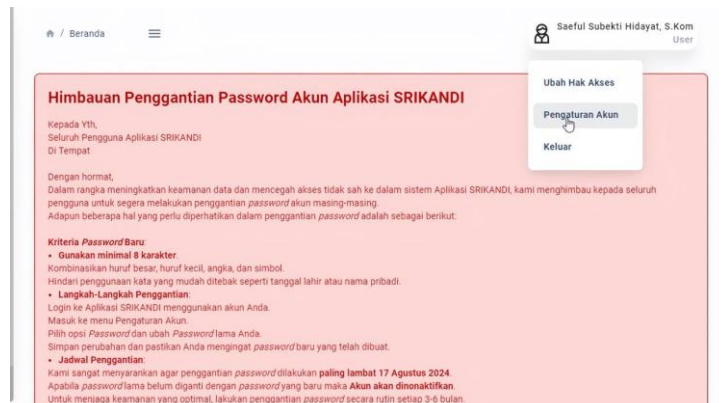 / Beranda
Saeful Subekti Hidayat, S.Kom
User
Ubah Hak Akses
Pengaturan Akun
Keluar
Himbauan Penggantian Password Akun Aplikasi SRIKANDI
Kepada Yth,
Seluruh Pengguna Aplikasi SRIKANDI
Di Tempat
Dengan hormat,
Dalam rangka meningkatkan keamanan data dan mencegah akses tidak sah ke dalam sistem Aplikasi SRIKANDI, kami menghimbau kepada seluruh
pengguna untuk segera melakukan penggantian password akun masing-masing.
Adapun beberapa hal yang perlu diperhatikan dalam penggantian password adalah sebagai berikut:
Kriteria Password Baru:
• Gunakan minimal 8 karakter.
Kombinasikan huruf besar, huruf kecil, angka, dan simbol.
Hindari penggunaan kata yang mudah ditebak seperti tanggal lahir atau nama pribadi.
• Langkah-Langkah Penggantian:
Login ke Aplikasi SRIKANDI menggunakan akun Anda.
Masuk ke menu Pengaturan Akun.
Pilih opsi Password dan ubah Password lama Anda.
Simpan perubahan dan pastikan Anda mengingat password baru yang telah dibuat.
• Jadwal Penggantian:
Kami sangat menyarankan agar penggantian password dilakukan paling lambat 17 Agustus 2024.
Apabila password lama belum diganti dengan password yang baru maka Akun akan dinonaktifkan.
Untuk menjaga keamanan yang optimal, lakukan penggantian password secara rutin setiap 3-6 bulan.